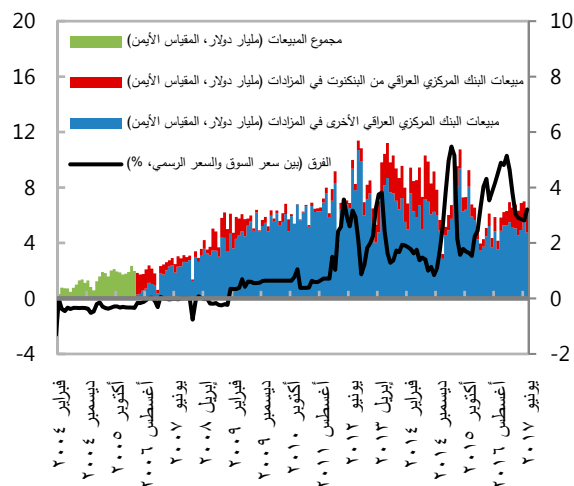 مجموع المبيعات (مليار دولار، المقياس الأيمن)
مبيعات البنك المركزي العراقي من البنكنوت في المزادات (مليار دولار، المقياس الأيمن)
مبيعات البنك المركزي العراقي الأخرى في المزادات (مليار دولار، المقياس الأيمن)
الفرق (بين سعر السوق والسعر الرسمي، %)
20
16
12
8
4
0
-4
10
8
6
4
2
0
-2
فبراير ٢٠٠٤
ديسمبر ٢٠٠٤
أكتوبر ٢٠٠٥
أغسطس ٢٠٠٦
يونيو ٢٠٠٧
إبريل ٢٠٠٨
فبراير ٢٠٠٩
ديسمبر ٢٠٠٩
أكتوبر ٢٠١٠
أغسطس ٢٠١١
يونيو ٢٠١٢
إبريل ٢٠١٣
فبراير ٢٠١٤
ديسمبر ٢٠١٤
أكتوبر ٢٠١٥
أغسطس ٢٠١٦
يونيو ٢٠١٧